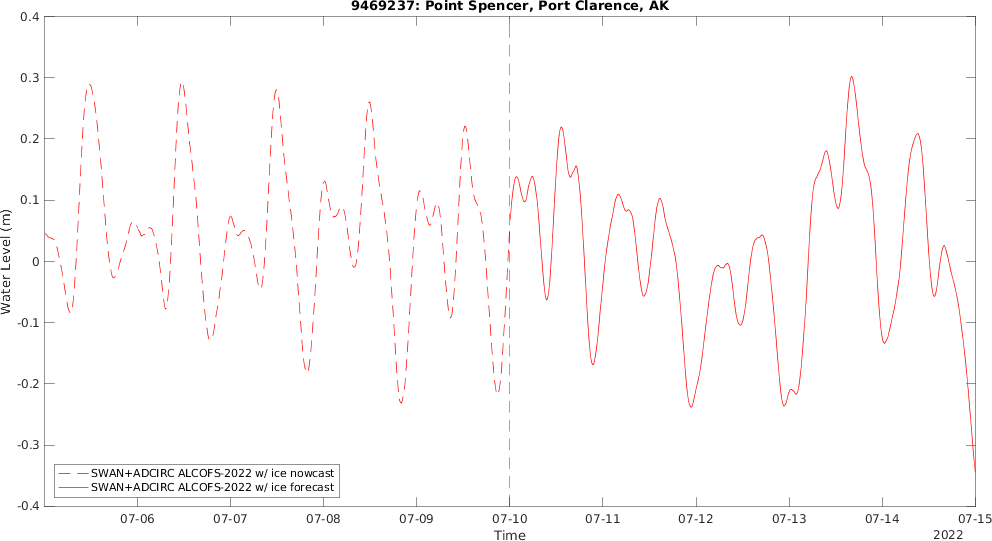 9469237: Point Spencer, Port Clarence, AK
0.4
0.3
0.2
0.1
0
-0.1
-0.2
-0.3
-0.4
Water Level (m)
SWAN+ADCIRC ALCOFS-2022 w/ ice nowcast
SWAN+ADCIRC ALCOFS-2022 w/ ice forecast
07-06 07-07 07-08 07-09 07-10 07-11 07-12 07-13 07-14 07-15
Time
2022